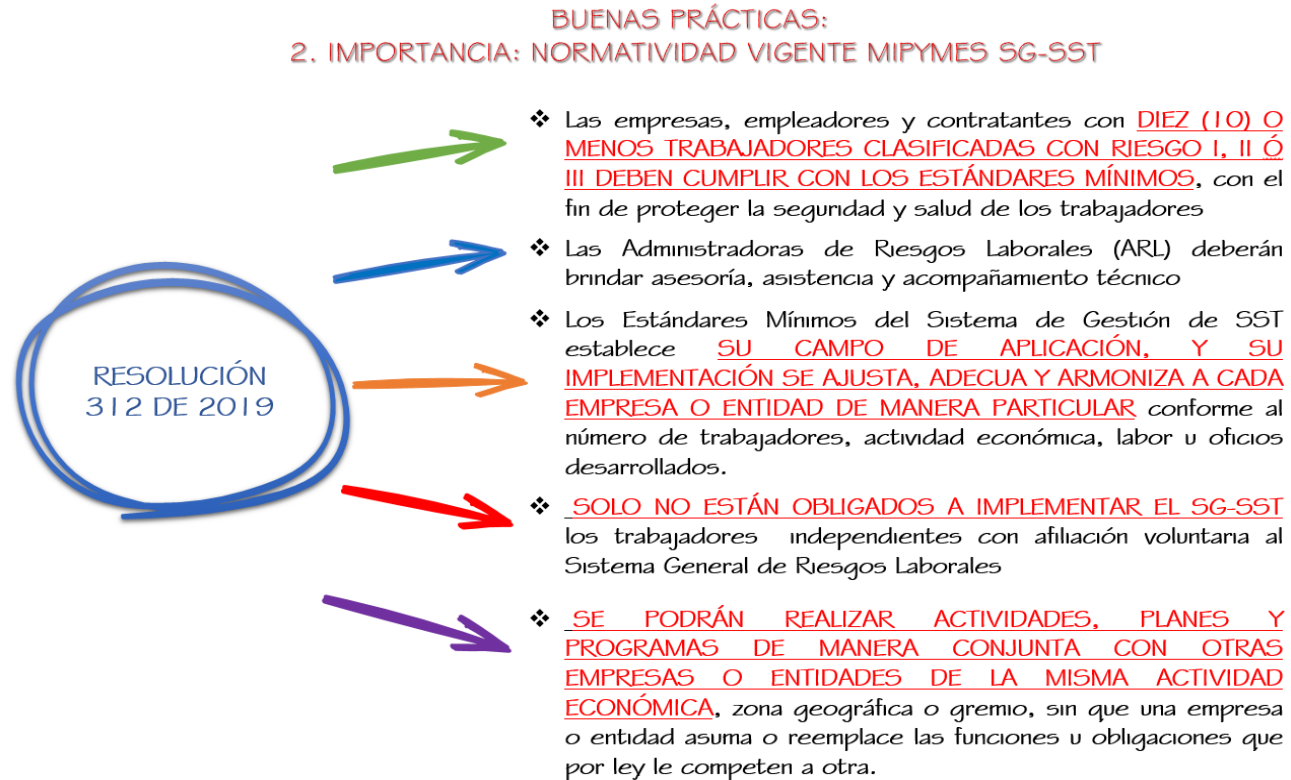 BUENAS PRÁCTICAS:
2. IMPORTANCIA: NORMATIVIDAD VIGENTE MIPYMES SG-SST
RESOLUCIÓN
312 DE 2019
❖ Las empresas, empleadores y contratantes con DIEZ (10) O
MENOS TRABAJADORES CLASIFICADAS CON RIESGO I, II Ó
III DEBEN CUMPLIR CON LOS ESTÁNDARES MÍNIMOS, con el
fin de proteger la seguridad y salud de los trabajadores
❖ Las Administradoras de Riesgos Laborales (ARL) deberán
brindar asesoría, asistencia y acompañamiento técnico
❖ Los Estándares Mínimos del Sistema de Gestión de SST
establece SU CAMPO DE APLICACIÓN, Y SU
IMPLEMENTACIÓN SE AJUSTA, ADECUA Y ARMONIZA A CADA
EMPRESA O ENTIDAD DE MANERA PARTICULAR conforme al
número de trabajadores, actividad económica, labor u oficios
desarrollados.
❖ SOLO NO ESTÁN OBLIGADOS A IMPLEMENTAR EL SG-SST
los trabajadores independientes con afiliación voluntaria al
Sistema General de Riesgos Laborales
❖ SE PODRÁN REALIZAR ACTIVIDADES, PLANES Y
PROGRAMAS DE MANERA CONJUNTA CON OTRAS
EMPRESAS O ENTIDADES DE LA MISMA ACTIVIDAD
ECONÓMICA, zona geográfica o gremio, sin que una empresa
o entidad asuma o reemplace las funciones u obligaciones que
por ley le competen a otra.